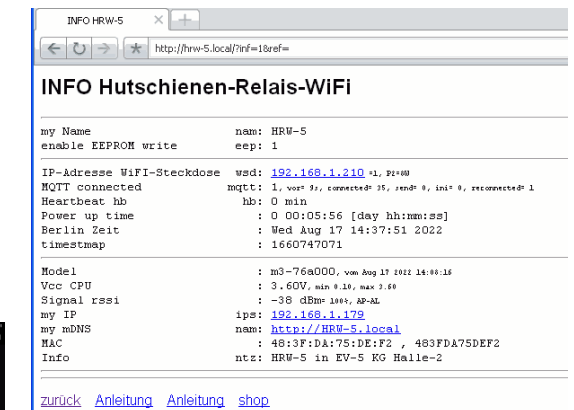 INFO HRW-5
http://hrw-5.local/?inf=1&ref=
INFO Hutschienen-Relais-WiFi
my Name nam: HRW-5
enable EEPROM write eep: 1
IP-Adresse WiFI-Steckdose wsd: 192.168.1.210 =1, Pz=8W
MQTT connected mqtt: 1, vor= 9s, connected= 35, send= 0, ini= 0, reconnected= 1
Heartbeat hb hb: 0 min
Power up time : 0 00:05:56 [day hh:mm:ss]
Berlin Zeit : Wed Aug 17 14:37:51 2022
timestmap : 1660747071
Model : m3-76a000, vom Aug 17 2022 14:08:16
Vcc CPU : 3.60V, min 0.10, max 3.60
Signal rssi : -38 dBm= 100%, AP-AL
my IP ips: 192.168.1.179
my mDNS nam: http://HRW-5.local
MAC : 48:3F:DA:75:DE:F2 , 483FDA75DEF2
Info ntz: HRW-5 in EV-5 KG Halle-2
zurück Anleitung Anleitung shop